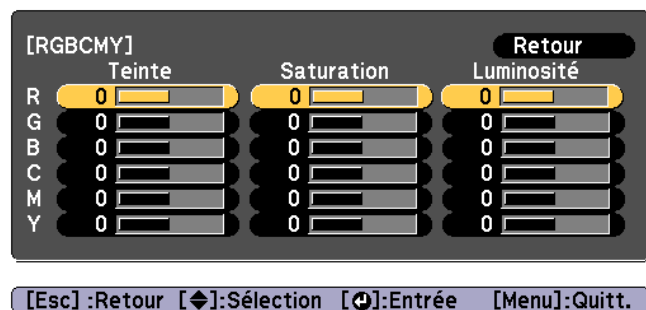 [RGBCMY] Retour
Teinte Saturation Luminosité
R 0 0 0
G 0 0 0
B 0 0 0
C 0 0 0
M 0 0 0
Y 0 0 0
[Esc] :Retour [◆]:Sélection [⏎]:Entrée [Menu]:Quitt.